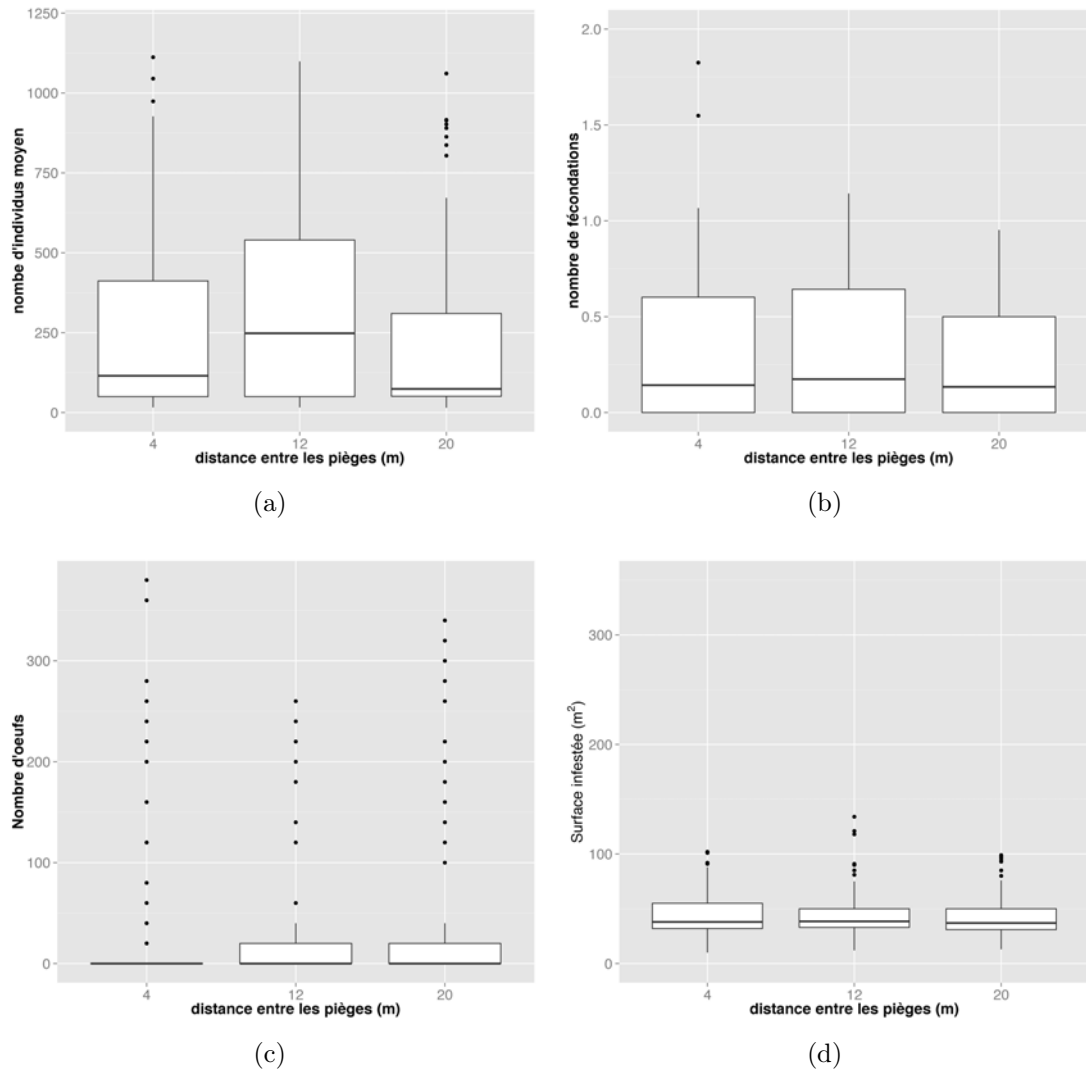 nombe d'individus moyen
1250
1000
750
500
250
0
4
12
20
distance entre les pièges (m)
(a)
nombre de fécondations
2.0
1.5
1.0
0.5
0.0
4
12
20
distance entre les pièges (m)
(b)
Nombre d'oeufs
300
200
100
0
4
12
20
distance entre les pièges (m)
(c)
Surface infestée (m²)
300
200
100
0
4
12
20
distance entre les pièges (m)
(d)